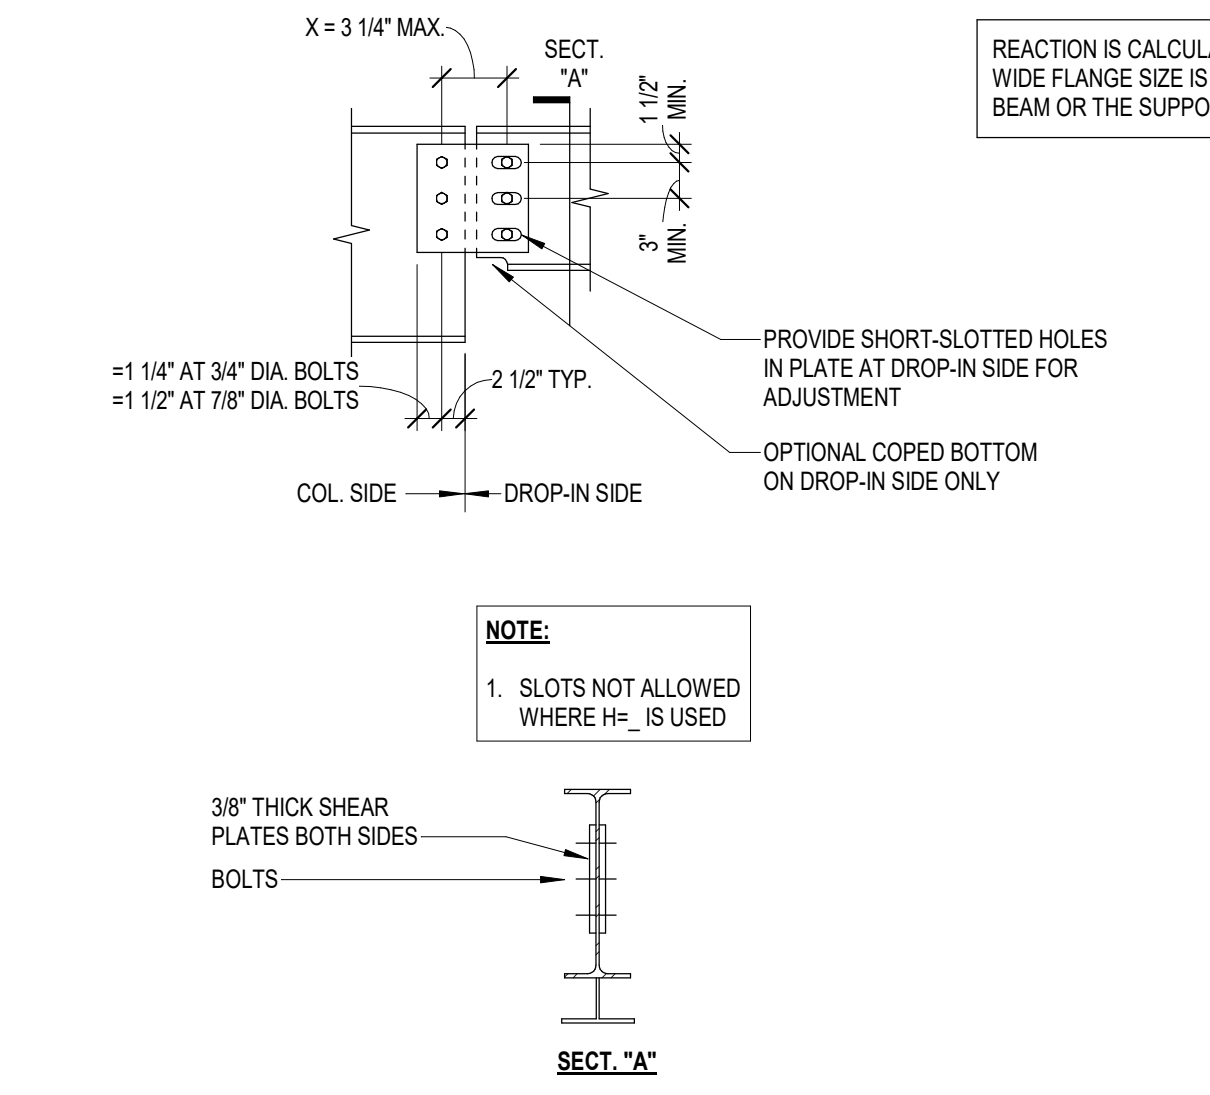 X = 3 1/4" MAX.
SECT.
"A"
1 1/2"
MIN.
3"
MIN.
REACTION IS
WIDE FLANGE SIZE IS
BEAM OR THE
PROVIDE SHORT-SLOTTED HOLES
IN PLATE AT DROP-IN SIDE FOR
ADJUSTMENT
=1 1/4" AT 3/4" DIA. BOLTS
=1 1/2" AT 7/8" DIA. BOLTS
2 1/2" TYP.
OPTIONAL COPED BOTTOM
ON DROP-IN SIDE ONLY
COL. SIDE
DROP-IN SIDE
NOTE:
1. SLOTS NOT ALLOWED
WHERE H=_ IS USED
3/8" THICK SHEAR
PLATES BOTH SIDES
BOLTS
SECT. "A"